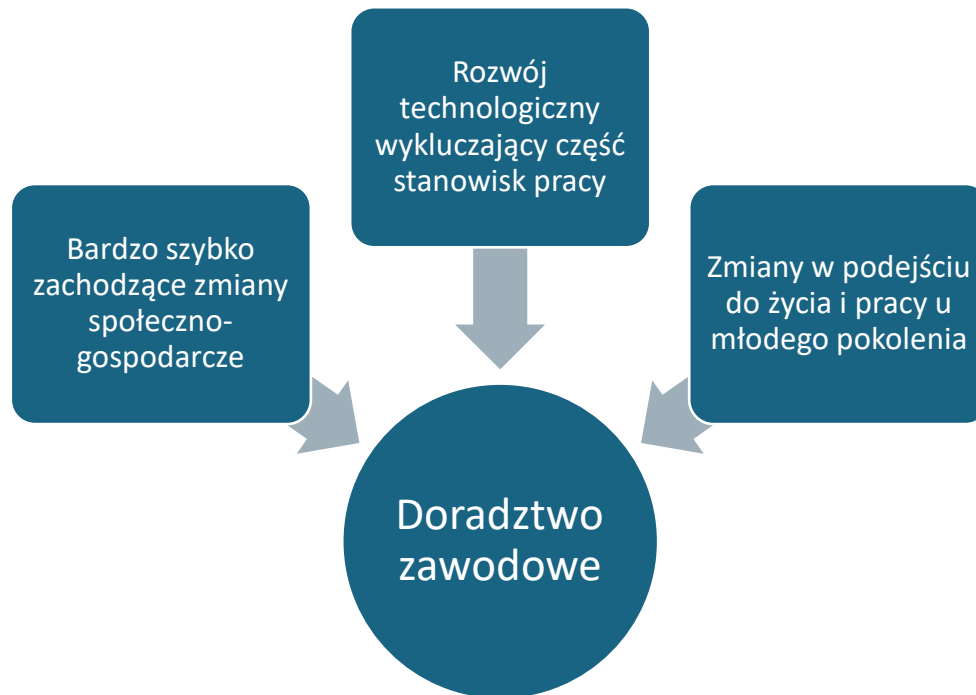 Rozwój
technologiczny
wykluczający część
stanowisk pracy
Bardzo szybko
zachodzące zmiany
społeczno-
gospodarcze
Zmiany w podejściu
do życia i pracy u
młodego pokolenia
Doradztwo
zawodowe